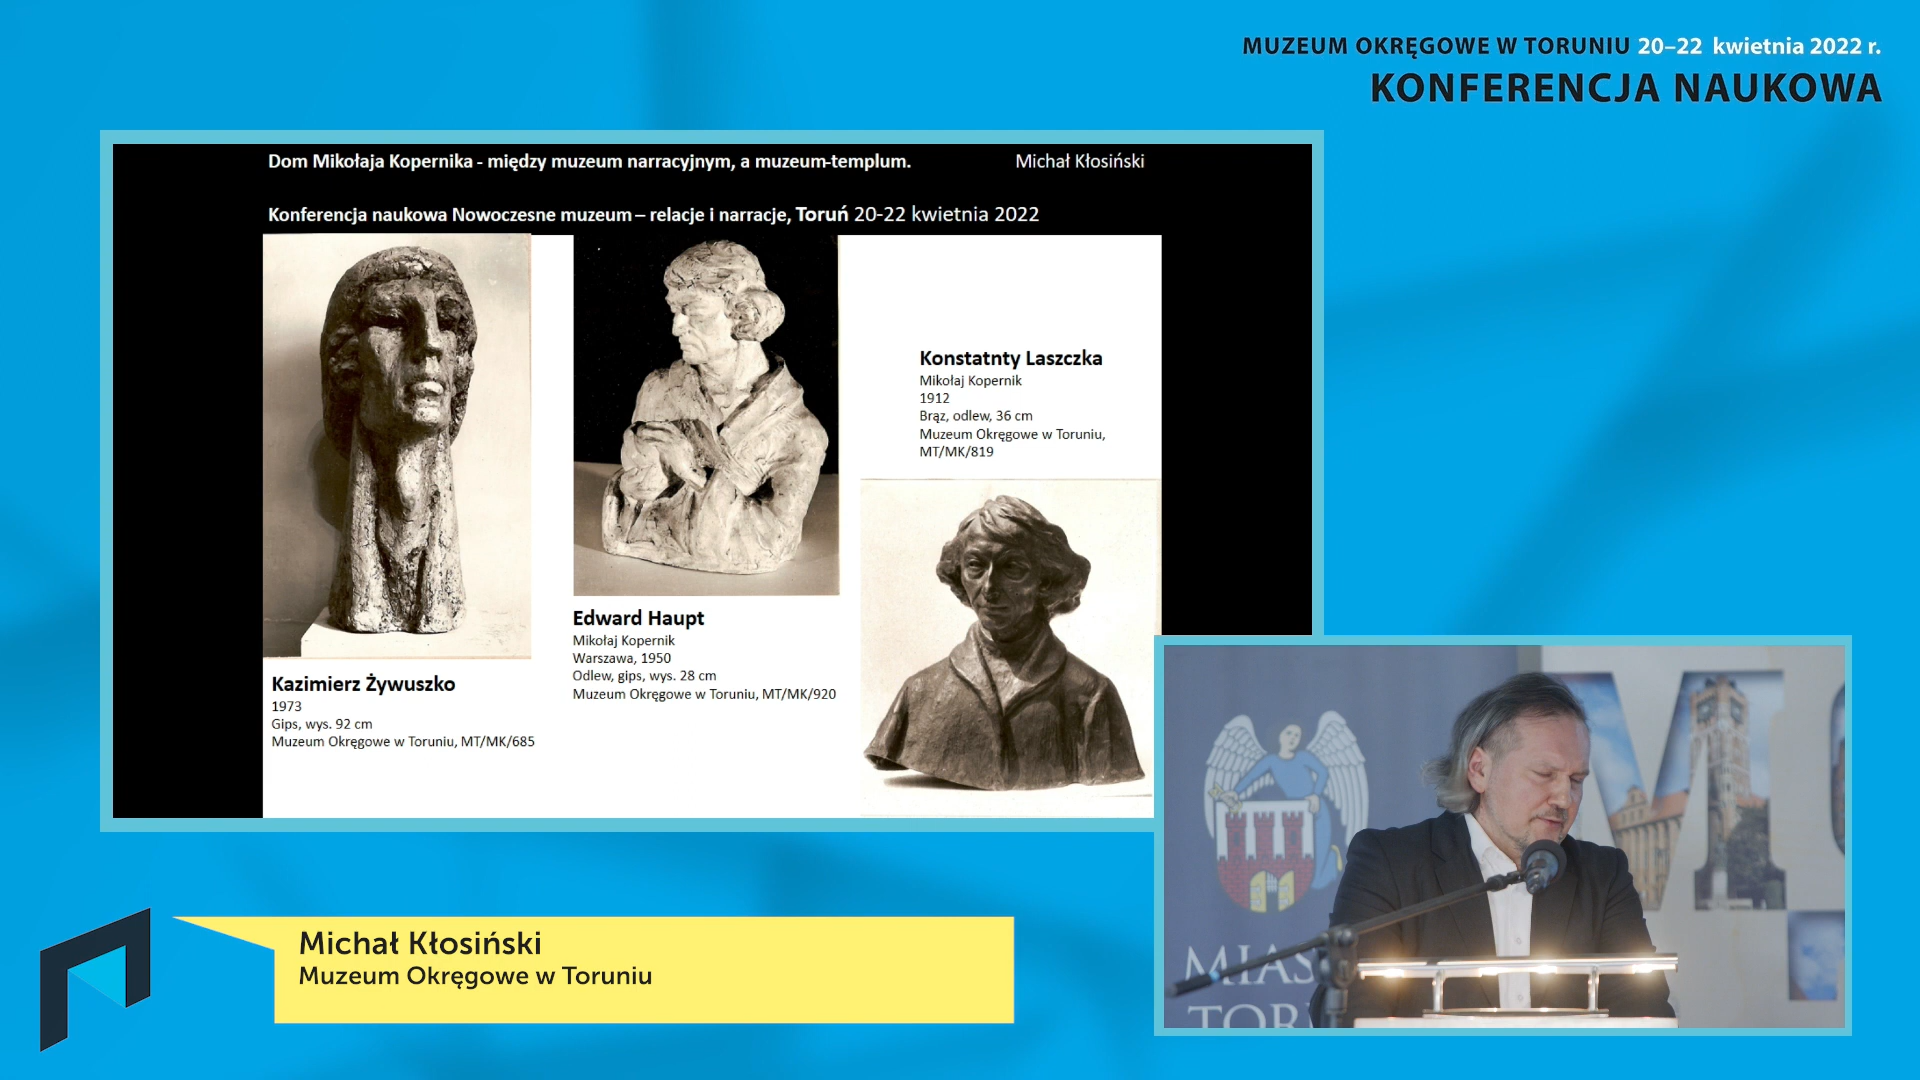 MUZEUM OKRĘGOWE W TORUNIU 20–22 kwietnia 2022 r.
KONFERENCJA NAUKOWA
Dom Mikołaja Kopernika - między muzeum narracyjnym, a muzeum-templum. Michał Kłosiński
Konferencja naukowa Nowoczesne muzeum – relacje i narracje, Toruń 20-22 kwietnia 2022
Konstatnty Laszczka
Mikołaj Kopernik
1912
Brąz, odlew, 36 cm
Muzeum Okręgowe w Toruniu,
MT/MK/819
Edward Haupt
Mikołaj Kopernik
Warszawa, 1950
Odlew, gips, wys. 28 cm
Muzeum Okręgowe w Toruniu, MT/MK/920
Kazimierz Żywuszko
1973
Gips, wys. 92 cm
Muzeum Okręgowe w Toruniu, MT/MK/685
MIAS
TOR
Michał Kłosiński
Muzeum Okręgowe w Toruniu